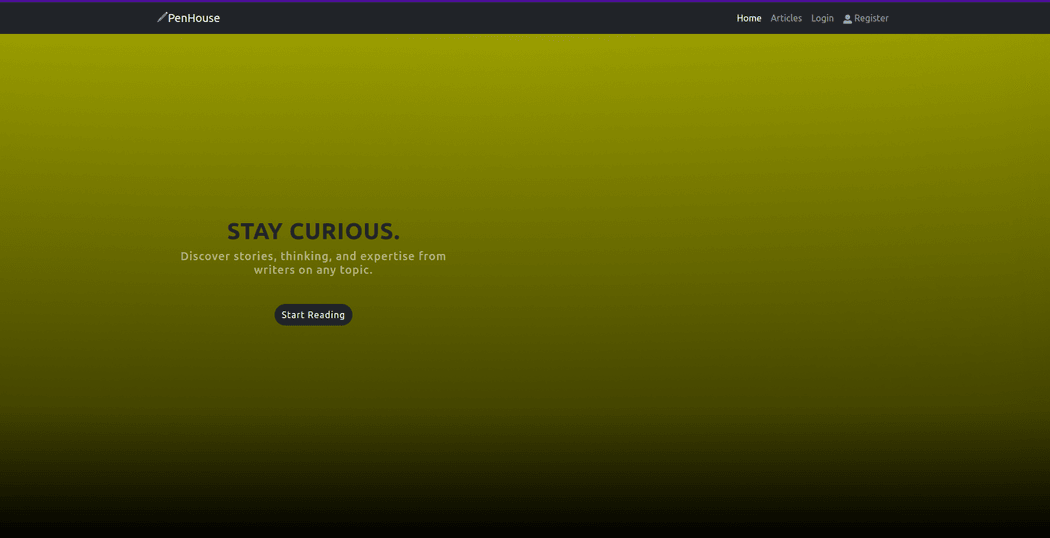 PenHouse
Home Articles Login Register
STAY CURIOUS.
Discover stories, thinking, and expertise from
writers on any topic.
Start Reading